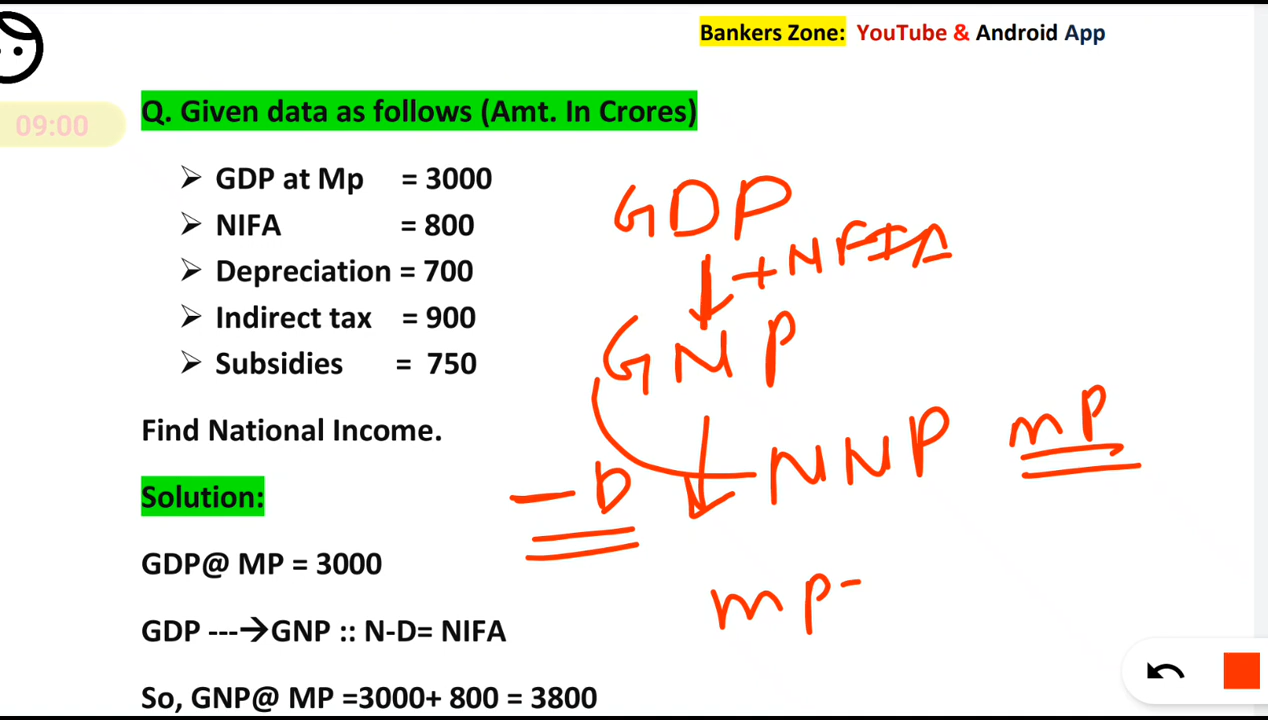 Bankers Zone: YouTube & Android App
09:00
Q. Given data as follows (Amt. In Crores)
➢ GDP at Mp = 3000
➢ NIFA = 800
➢ Depreciation = 700
➢ Indirect tax = 900
➢ Subsidies = 750
Find National Income.
Solution:
GDP@ MP = 3000
GDP ---→GNP :: N-D= NIFA
So, GNP@ MP =3000+ 800 = 3800
GDP
+NFIA
GNP
NNP mp
- D
mp-